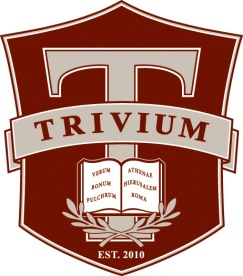 T
TRIVIUM
VERUM
BONUM
PULCHRUM
ATHENAE
HIERUSALEM
ROMA
EST. 2010